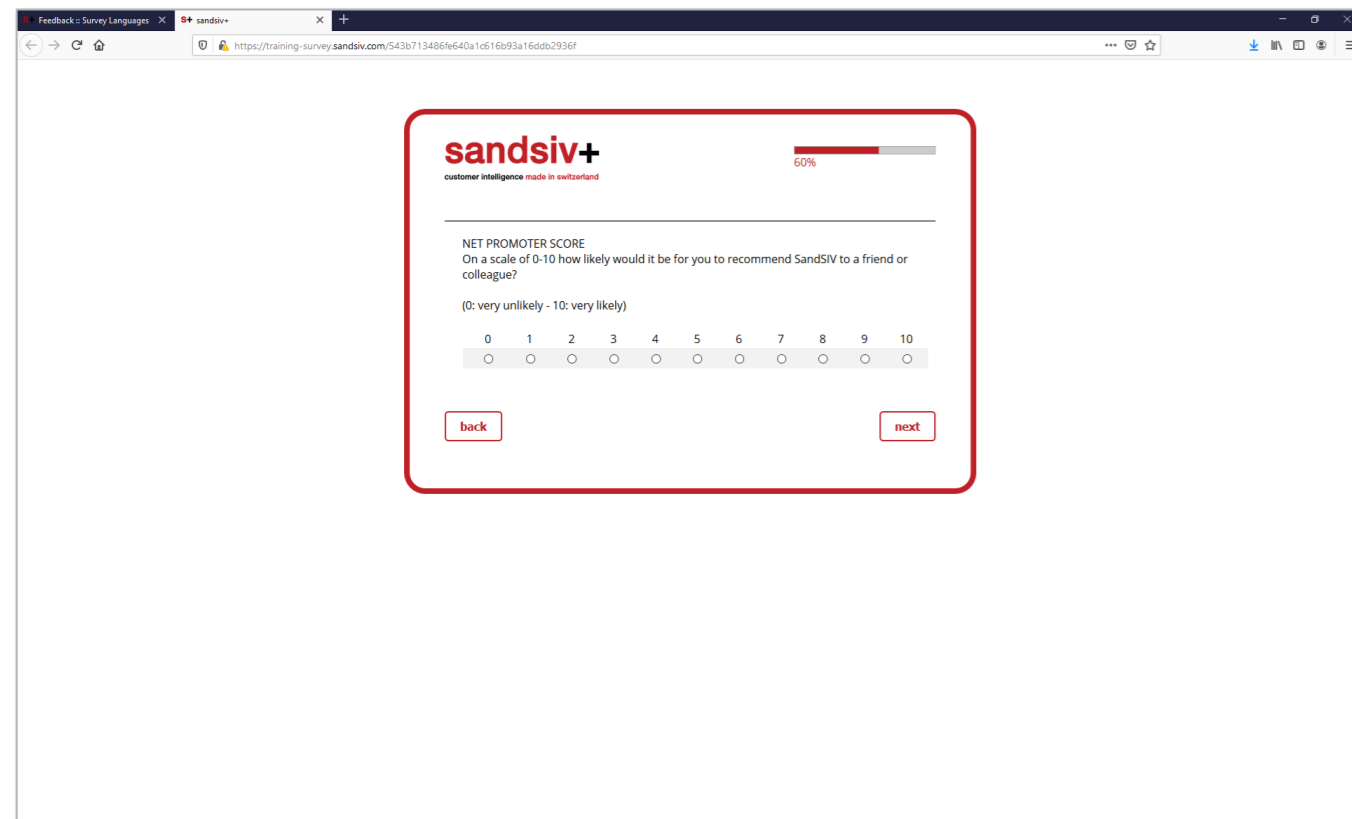 Feedback :: Survey Languages
S+ sandsiv+
https://training-survey.sandsiv.com/543b713486fe640a1c616b93a16ddb2936f
sandsiv+
customer intelligence made in switzerland
60%
NET PROMOTER SCORE
On a scale of 0-10 how likely would it be for you to recommend SandSIV to a friend or
colleague?
(0: very unlikely - 10: very likely)
0 1 2 3 4 5 6 7 8 9 10
back next